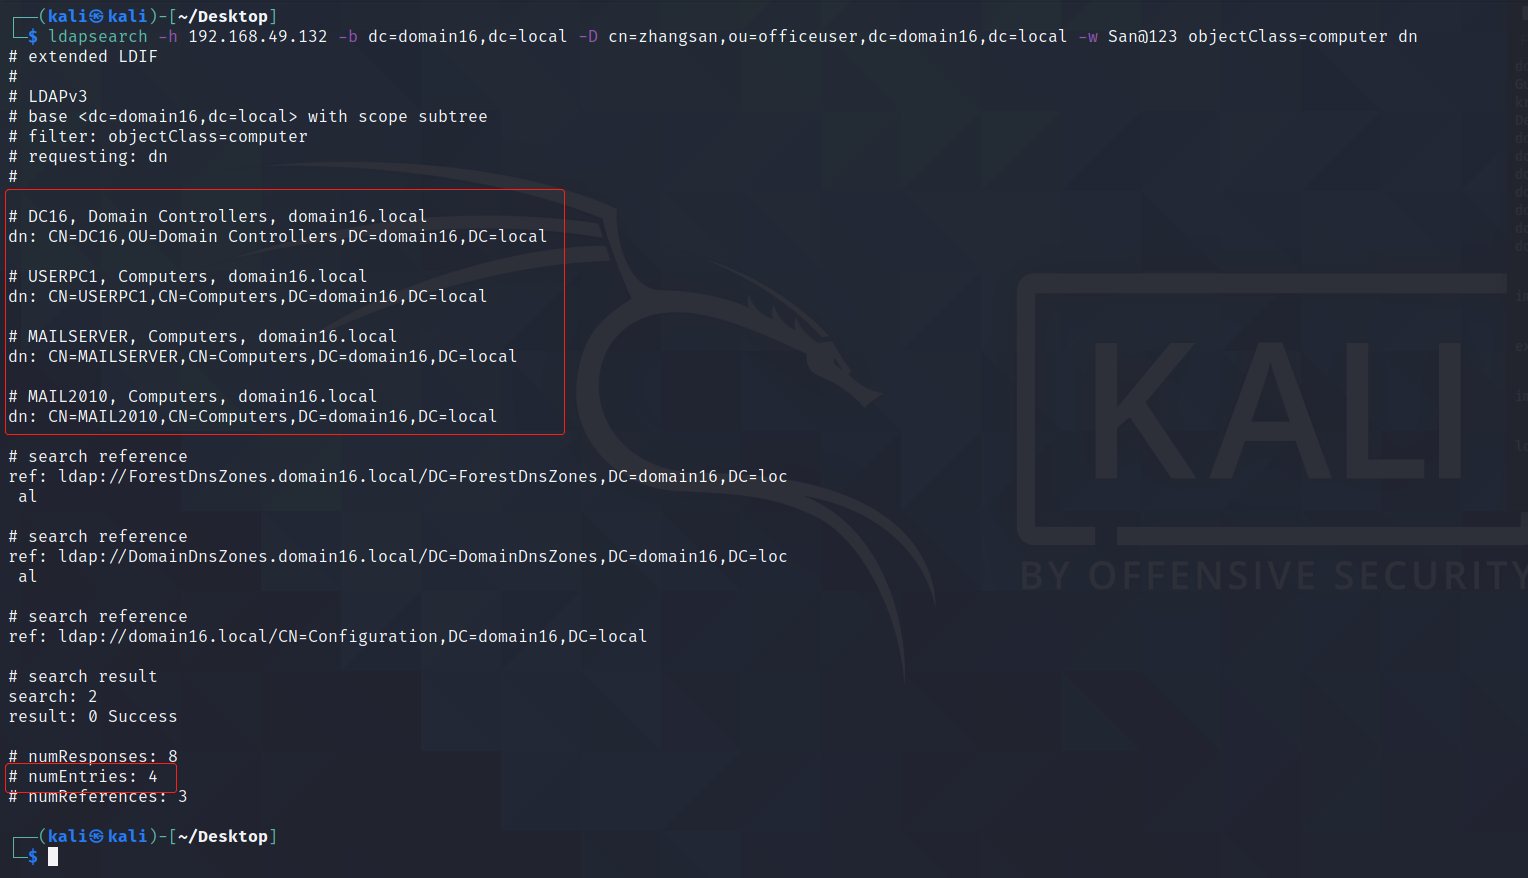 ┌──(kali㉿kali)-[~/Desktop]
└─$ ldapsearch -h 192.168.49.132 -b dc=domain16,dc=local -D cn=zhangsan,ou=officeuser,dc=domain16,dc=local -w San@123 objectClass=computer dn
# extended LDIF
#
# LDAPv3
# base <dc=domain16,dc=local> with scope subtree
# filter: objectClass=computer
# requesting: dn
#
# DC16, Domain Controllers, domain16.local
dn: CN=DC16,OU=Domain Controllers,DC=domain16,DC=local
# USERPC1, Computers, domain16.local
dn: CN=USERPC1,CN=Computers,DC=domain16,DC=local
# MAILSERVER, Computers, domain16.local
dn: CN=MAILSERVER,CN=Computers,DC=domain16,DC=local
# MAIL2010, Computers, domain16.local
dn: CN=MAIL2010,CN=Computers,DC=domain16,DC=local
# search reference
ref: ldap://ForestDnsZones.domain16.local/DC=ForestDnsZones,DC=domain16,DC=loc
 al
# search reference
ref: ldap://DomainDnsZones.domain16.local/DC=DomainDnsZones,DC=domain16,DC=loc
 al
# search reference
ref: ldap://domain16.local/CN=Configuration,DC=domain16,DC=local
# search result
search: 2
result: 0 Success
# numResponses: 8
# numEntries: 4
# numReferences: 3
┌──(kali㉿kali)-[~/Desktop]
└─$
KALI
BY OFFENSIVE SECURITY